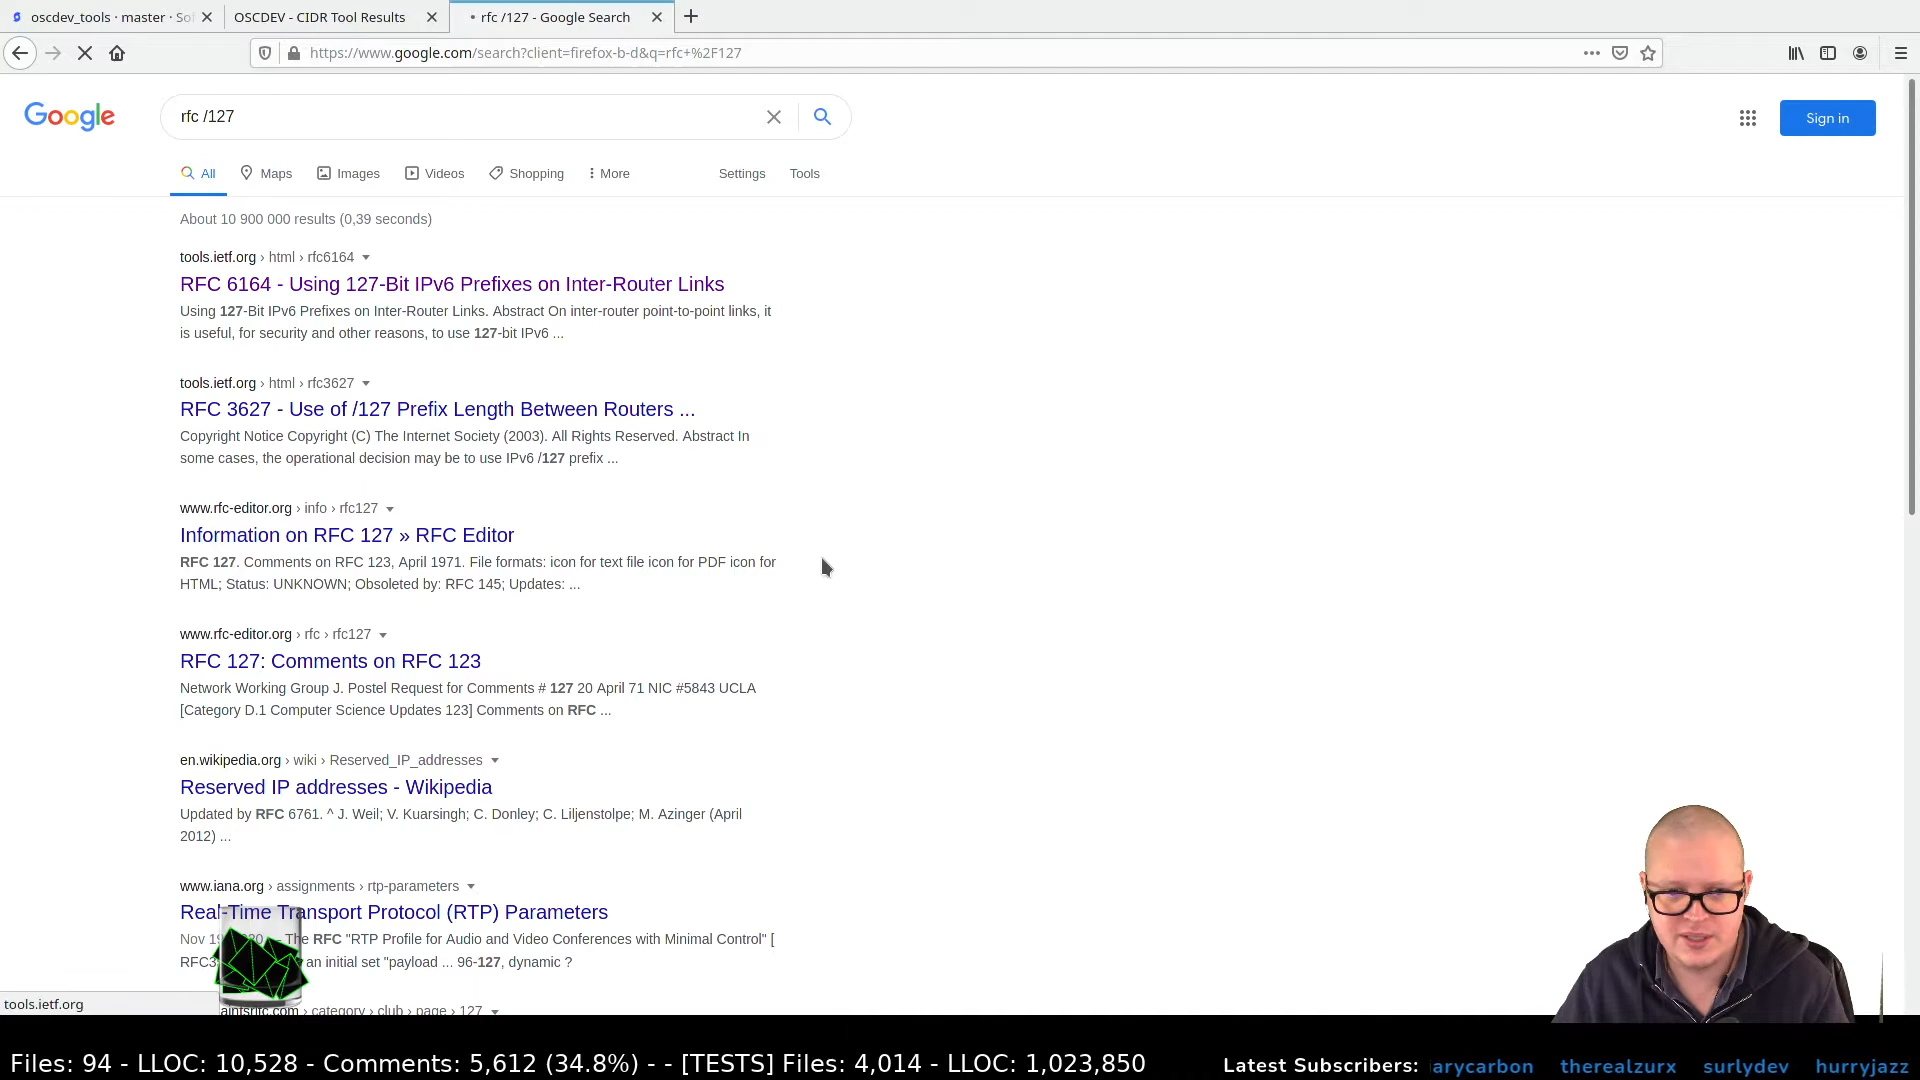 oscdev_tools · master · So
OSCDEV - CIDR Tool Results
rfc /127 - Google Search
https://www.google.com/search?client=firefox-b-d&q=rfc+%2F127
Google
rfc /127
Sign in
All
Maps
Images
Videos
Shopping
More
Settings
Tools
About 10 900 000 results (0,39 seconds)
tools.ietf.org › html › rfc6164
RFC 6164 - Using 127-Bit IPv6 Prefixes on Inter-Router Links
Using 127-Bit IPv6 Prefixes on Inter-Router Links. Abstract On inter-router point-to-point links, it
is useful, for security and other reasons, to use 127-bit IPv6 ...
tools.ietf.org › html › rfc3627
RFC 3627 - Use of /127 Prefix Length Between Routers ...
Copyright Notice Copyright (C) The Internet Society (2003). All Rights Reserved. Abstract In
some cases, the operational decision may be to use IPv6 /127 prefix ...
www.rfc-editor.org › info › rfc127
Information on RFC 127 » RFC Editor
RFC 127. Comments on RFC 123, April 1971. File formats: icon for text file icon for PDF icon for
HTML; Status: UNKNOWN; Obsoleted by: RFC 145; Updates: ...
www.rfc-editor.org › rfc › rfc127
RFC 127: Comments on RFC 123
Network Working Group J. Postel Request for Comments # 127 20 April 71 NIC #5843 UCLA
[Category D.1 Computer Science Updates 123] Comments on RFC ...
en.wikipedia.org › wiki › Reserved_IP_addresses
Reserved IP addresses - Wikipedia
Updated by RFC 6761. ^ J. Weil; V. Kuarsingh; C. Donley; C. Liljenstolpe; M. Azinger (April
2012) ...
www.iana.org › assignments › rtp-parameters
Real-Time Transport Protocol (RTP) Parameters
Nov The RFC "RTP Profile for Audio and Video Conferences with Minimal Control" [
RFC3 an initial set "payload ... 96-127, dynamic ?
› category › club › page › 127
tools.ietf.org
Files: 94 - LLOC: 10,528 - Comments: 5,612 (34.8%) - - [TESTS] Files: 4,014 - LLOC: 1,023,850
Latest Subscribers: arycarbon therealzurx surlydev hurryjazz